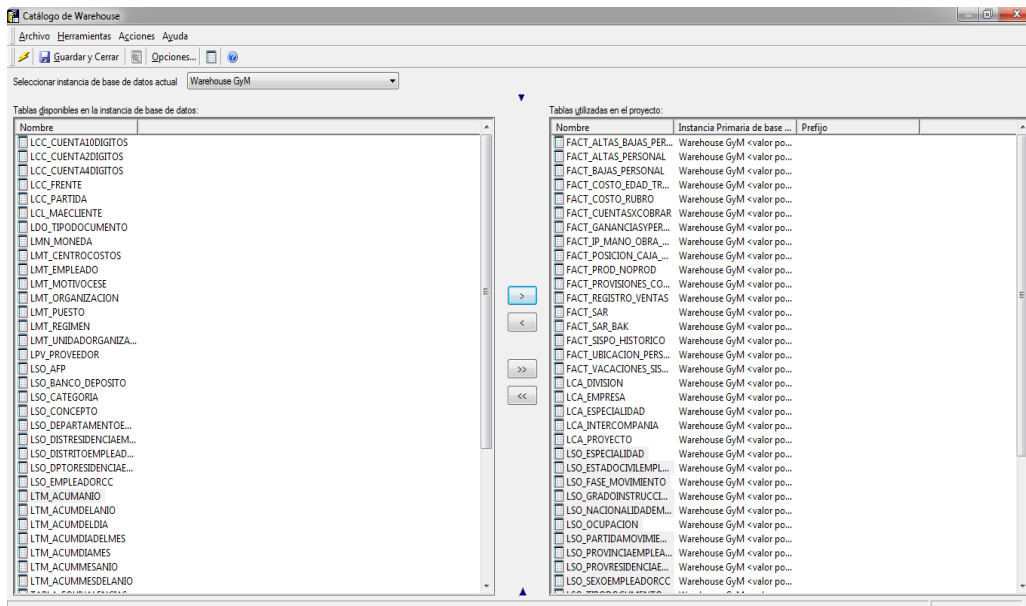 Catálogo de Warehouse
Archivo Herramientas Acciones Ayuda
Guardar y Cerrar Opciones...
Seleccionar instancia de base de datos actual Warehouse GyM
Tablas disponibles en la instancia de base de datos:
Nombre
LCC_CUENTA10DIGITOS
LCC_CUENTA2DIGITOS
LCC_CUENTA4DIGITOS
LCC_FRENTE
LCC_PARTIDA
LCL_MAECLIENTE
LDO_TIPODOCUMENTO
LMN_MONEDA
LMT_CENTROCOSTOS
LMT_EMPLEADO
LMT_MOTIVOCESE
LMT_ORGANIZACION
LMT_PUESTO
LMT_REGIMEN
LMT_UNIDADORGANIZA...
LPV_PROVEEDOR
LSO_AFP
LSO_BANCO_DEPOSITO
LSO_CATEGORIA
LSO_CONCEPTO
LSO_DEPARTAMENTOE...
LSO_DISTRESIDENCIAEM...
LSO_DISTRITOEMPLEAD...
LSO_DPTORESIDENCIAE...
LSO_EMPLEADORCC
LTM_ACUMANIO
LTM_ACUMDELANIO
LTM_ACUMDELDIA
LTM_ACUMDIADELMES
LTM_ACUMDIAMES
LTM_ACUMMESANIO
LTM_ACUMMESDELANIO
>
<
>>
<<
Tablas utilizadas en el proyecto:
Nombre Instancia Primaria de base ... Prefijo
FACT_ALTAS_BAJAS_PER... Warehouse GyM <valor po...
FACT_ALTAS_PERSONAL Warehouse GyM <valor po...
FACT_BAJAS_PERSONAL Warehouse GyM <valor po...
FACT_COSTO_EDAD_TR... Warehouse GyM <valor po...
FACT_COSTO_RUBRO Warehouse GyM <valor po...
FACT_CUENTASXCOBRAR Warehouse GyM <valor po...
FACT_GANANCIASYPER... Warehouse GyM <valor po...
FACT_IP_MANO_OBRA_... Warehouse GyM <valor po...
FACT_POSICION_CAJA_... Warehouse GyM <valor po...
FACT_PROD_NOPROD Warehouse GyM <valor po...
FACT_PROVISIONES_CO... Warehouse GyM <valor po...
FACT_REGISTRO_VENTAS Warehouse GyM <valor po...
FACT_SAR Warehouse GyM <valor po...
FACT_SAR_BAK Warehouse GyM <valor po...
FACT_SISPO_HISTORICO Warehouse GyM <valor po...
FACT_UBICACION_PERS... Warehouse GyM <valor po...
FACT_VACACIONES_SIS... Warehouse GyM <valor po...
LCA_DIVISION Warehouse GyM <valor po...
LCA_EMPRESA Warehouse GyM <valor po...
LCA_ESPECIALIDAD Warehouse GyM <valor po...
LCA_INTERCOMPANIA Warehouse GyM <valor po...
LCA_PROYECTO Warehouse GyM <valor po...
LSO_ESPECIALIDAD Warehouse GyM <valor po...
LSO_ESTADOCIVILEMPL... Warehouse GyM <valor po...
LSO_FASE_MOVIMIENTO Warehouse GyM <valor po...
LSO_GRADOINSTRUCCI... Warehouse GyM <valor po...
LSO_NACIONALIDADEM... Warehouse GyM <valor po...
LSO_OCUPACION Warehouse GyM <valor po...
LSO_PARTIDAMOVIMIE... Warehouse GyM <valor po...
LSO_PROVINCIAEMPLEA... Warehouse GyM <valor po...
LSO_PROVRESIDENCIAE... Warehouse GyM <valor po...
LSO_SEXOEMPLEADORCC Warehouse GyM <valor po...